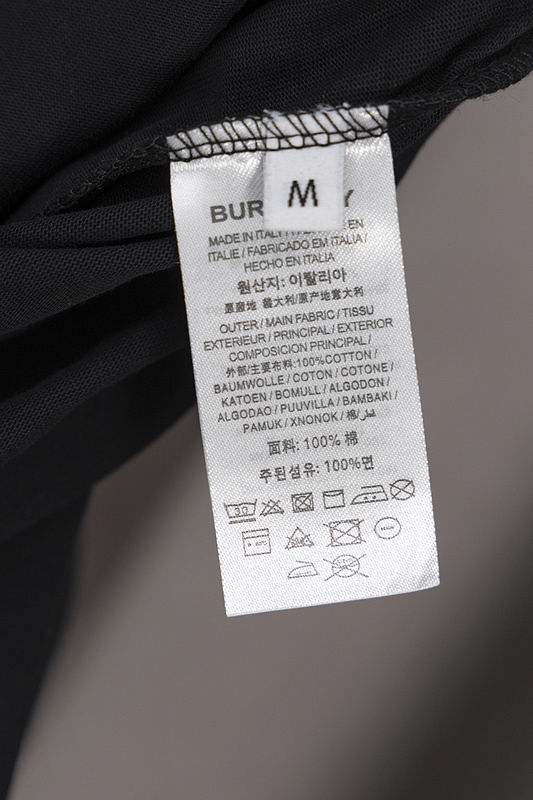 M
BUR Y
MADE IN ITALY EN
ITALIE / FABRICADO EM ITALIA /
HECHO EN ITALIA
원산지: 이탈리아
原産地 義大利/原产地意大利
OUTER / MAIN FABRIC / TISSU
EXTERIEUR / PRINCIPAL / EXTERIOR
COMPOSICION PRINCIPAL /
外部/主要布料:100%COTTON /
BAUMWOLLE / COTON / COTONE /
KATOEN / BOMULL / ALGODON /
ALGODAO / PUUVILLA / BAMBAKI /
PAMUK / XNONOK / 棉/
面料: 100% 棉
주된섬유: 100%면
30